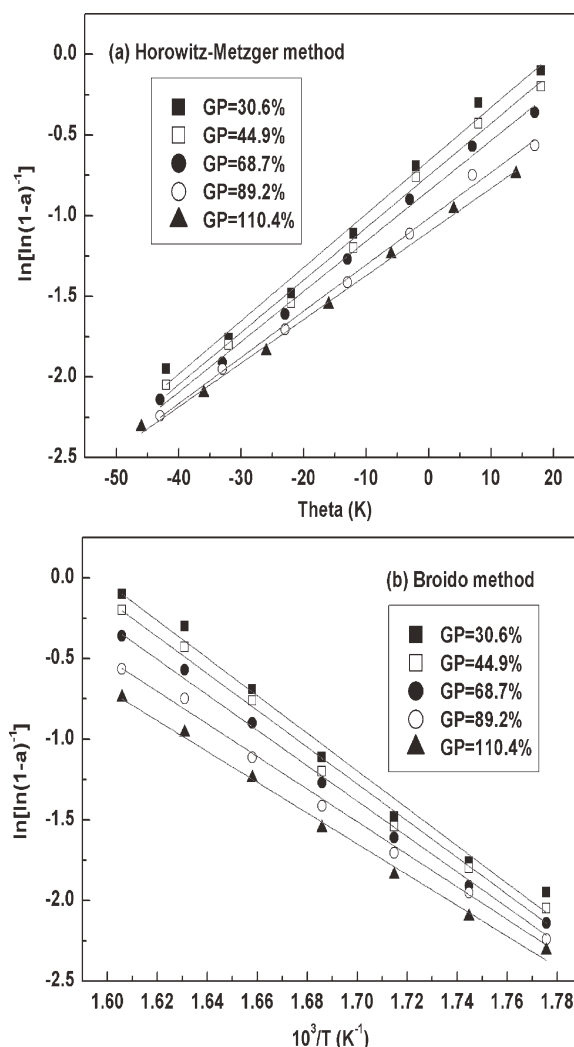 (a) Horowitz-Metzger method
GP=30.6%
GP=44.9%
GP=68.7%
GP=89.2%
GP=110.4%
ln[ln(1-a)⁻¹]
0.0
-0.5
-1.0
-1.5
-2.0
-2.5
-50 -40 -30 -20 -10 0 10 20
Theta (K)
(b) Broido method
GP=30.6%
GP=44.9%
GP=68.7%
GP=89.2%
GP=110.4%
ln[ln(1-a)⁻¹]
0.0
-0.5
-1.0
-1.5
-2.0
-2.5
1.60 1.62 1.64 1.66 1.68 1.70 1.72 1.74 1.76 1.78
10³/T (K⁻¹)